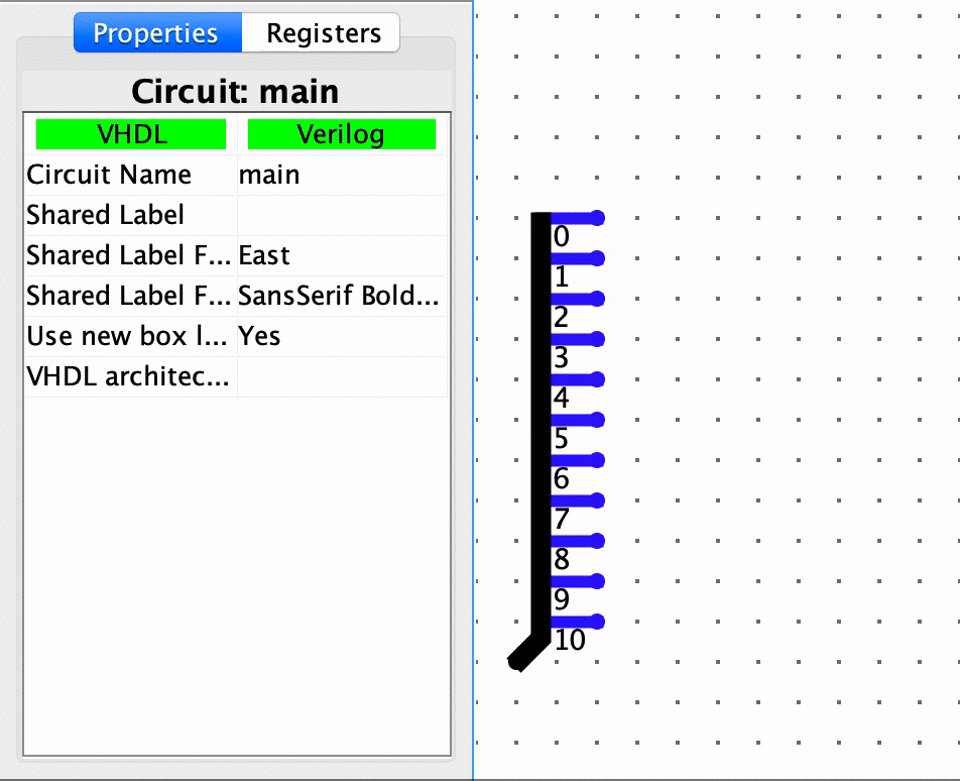 Properties Registers
Circuit: main
VHDL Verilog
Circuit Name main
Shared Label
Shared Label F... East
Shared Label F... SansSerif Bold...
Use new box l... Yes
VHDL architec...
0
1
2
3
4
5
6
7
8
9
10